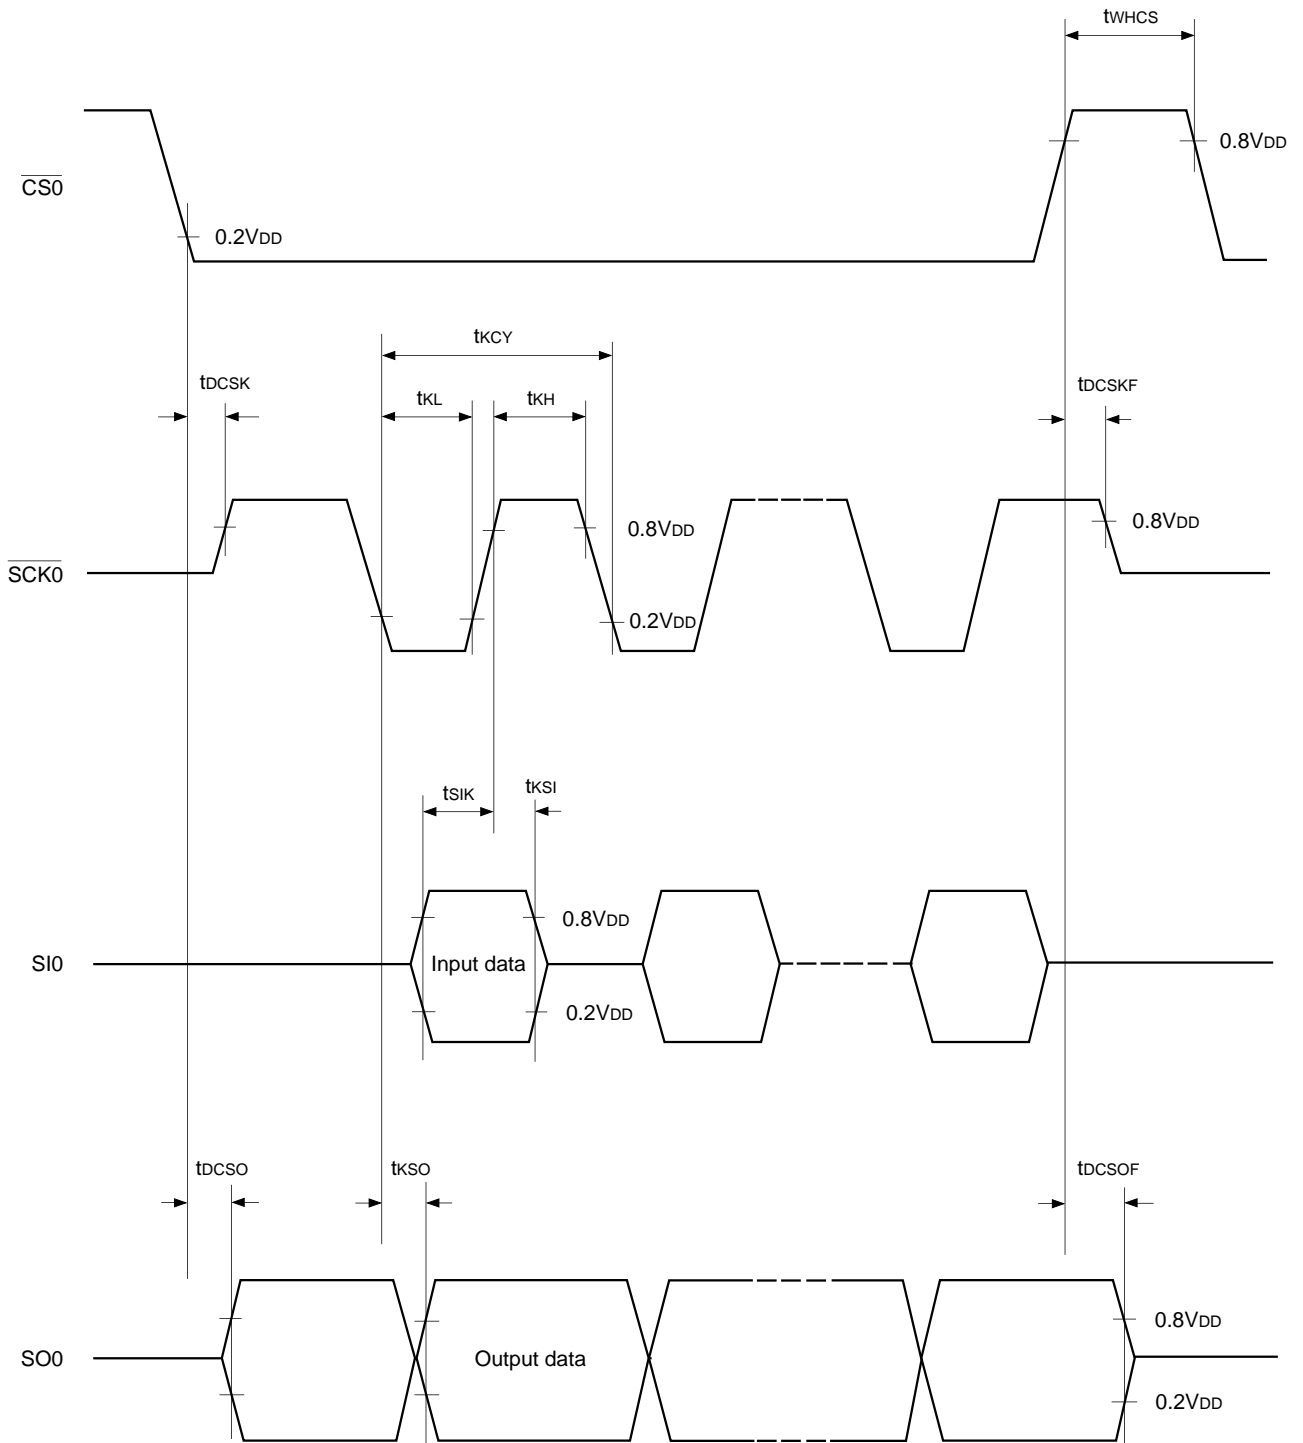 tWHCS
0.8VDD
CS0
0.2VDD
tKCY
tDCSK
tKL
tKH
tDCSKF
0.8VDD
0.8VDD
SCK0
0.2VDD
tSIK
tKSI
0.8VDD
SI0
Input data
0.2VDD
tDCSO
tKSO
tDCSOF
0.8VDD
SO0
Output data
0.2VDD